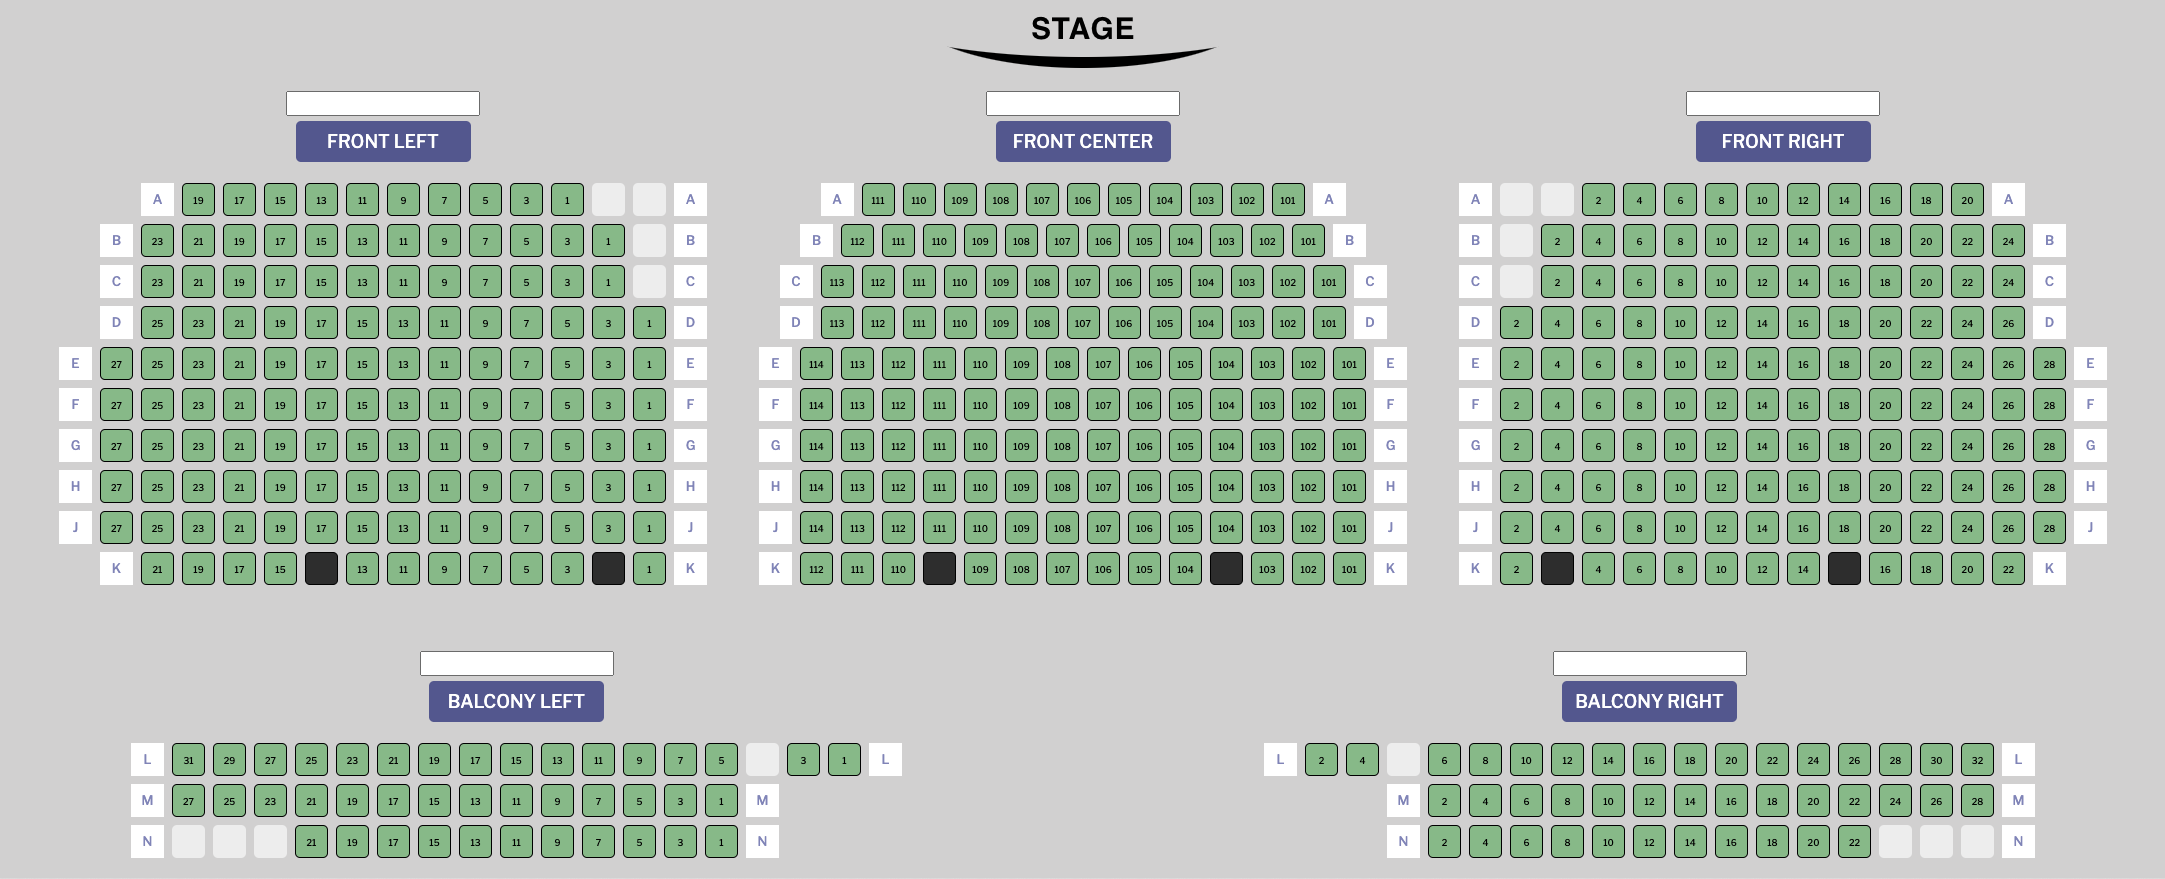 STAGE
FRONT LEFT FRONT CENTER FRONT RIGHT
A 19 17 15 13 11 9 7 5 3 1 A A 111 110 109 108 107 106 105 104 103 102 101 A A 2 4 6 8 10 12 14 16 18 20 A
B 23 21 19 17 15 13 11 9 7 5 3 1 B B 112 111 110 109 108 107 106 105 104 103 102 101 B B 2 4 6 8 10 12 14 16 18 20 22 24 B
C 23 21 19 17 15 13 11 9 7 5 3 1 C C 113 112 111 110 109 108 107 106 105 104 103 102 101 C C 2 4 6 8 10 12 14 16 18 20 22 24 C
D 25 23 21 19 17 15 13 11 9 7 5 3 1 D D 113 112 111 110 109 108 107 106 105 104 103 102 101 D D 2 4 6 8 10 12 14 16 18 20 22 24 26 D
E 27 25 23 21 19 17 15 13 11 9 7 5 3 1 E E 114 113 112 111 110 109 108 107 106 105 104 103 102 101 E E 2 4 6 8 10 12 14 16 18 20 22 24 26 28 E
F 27 25 23 21 19 17 15 13 11 9 7 5 3 1 F F 114 113 112 111 110 109 108 107 106 105 104 103 102 101 F F 2 4 6 8 10 12 14 16 18 20 22 24 26 28 F
G 27 25 23 21 19 17 15 13 11 9 7 5 3 1 G G 114 113 112 111 110 109 108 107 106 105 104 103 102 101 G G 2 4 6 8 10 12 14 16 18 20 22 24 26 28 G
H 27 25 23 21 19 17 15 13 11 9 7 5 3 1 H H 114 113 112 111 110 109 108 107 106 105 104 103 102 101 H H 2 4 6 8 10 12 14 16 18 20 22 24 26 28 H
J 27 25 23 21 19 17 15 13 11 9 7 5 3 1 J J 114 113 112 111 110 109 108 107 106 105 104 103 102 101 J J 2 4 6 8 10 12 14 16 18 20 22 24 26 28 J
K 21 19 17 15 13 11 9 7 5 3 1 K K 112 111 110 109 108 107 106 105 104 103 102 101 K K 2 4 6 8 10 12 14 16 18 20 22 K
BALCONY LEFT BALCONY RIGHT
L 31 29 27 25 23 21 19 17 15 13 11 9 7 5 3 1 L L 2 4 6 8 10 12 14 16 18 20 22 24 26 28 30 32 L
M 27 25 23 21 19 17 15 13 11 9 7 5 3 1 M M 2 4 6 8 10 12 14 16 18 20 22 24 26 28 M
N 21 19 17 15 13 11 9 7 5 3 1 N N 2 4 6 8 10 12 14 16 18 20 22 N